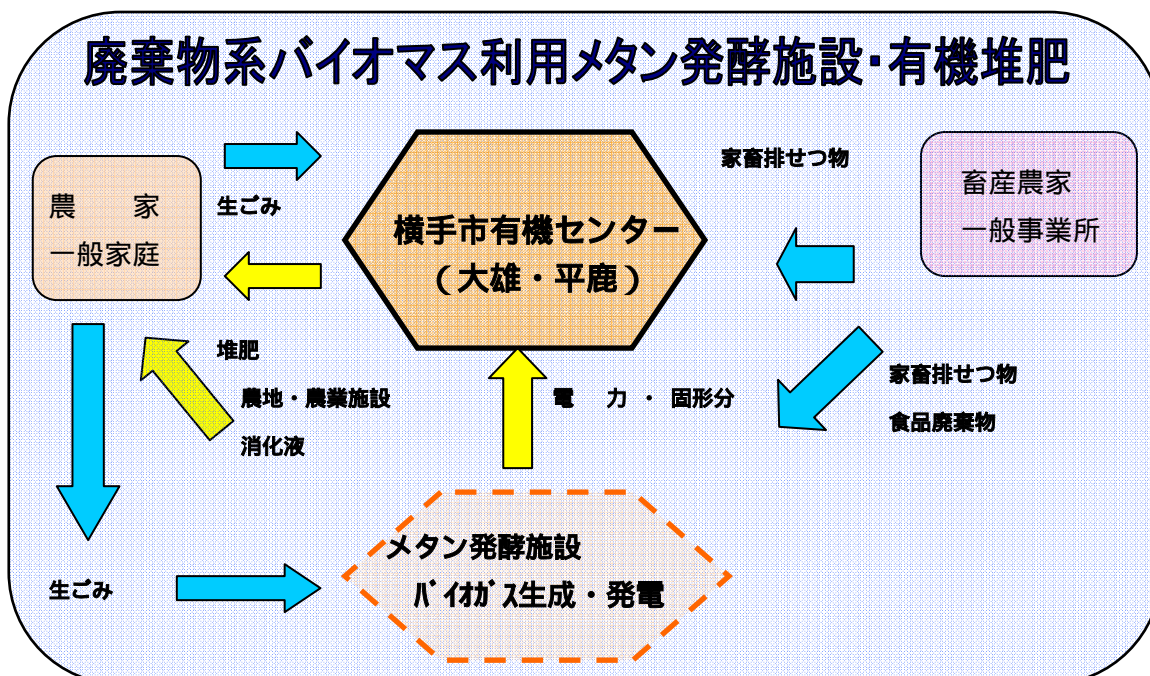 廃棄物系バイオマス利用メタン発酵施設・有機堆肥
農　　家
一般家庭
生ごみ
横手市有機センター
（大雄・平鹿）
家畜排せつ物
畜産農家
一般事業所
堆肥
農地・農業施設
消化液
電　力・固形分
家畜排せつ物
食品廃棄物
生ごみ
メタン発酵施設
ﾊﾞｲｵｶﾞｽ生成・発電